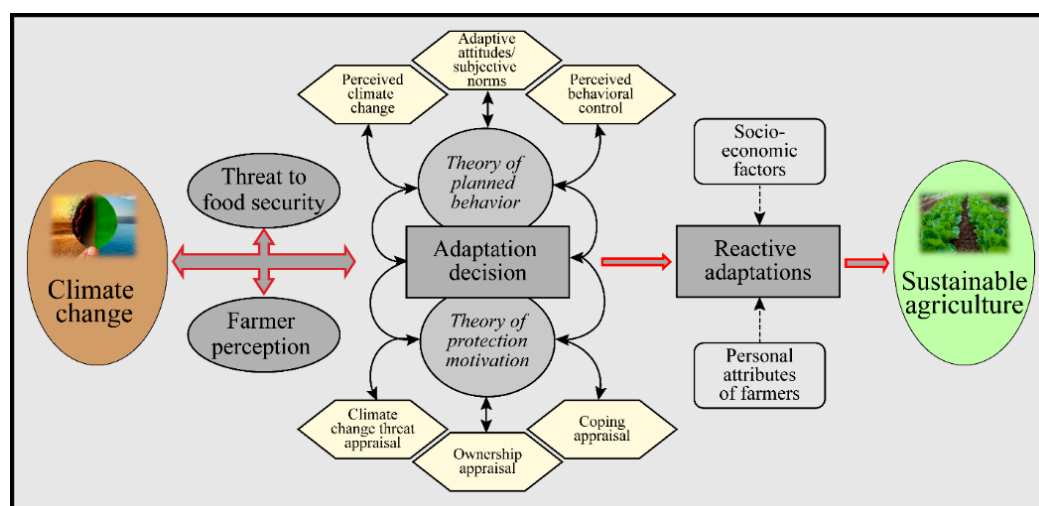 Adaptive
attitudes/
subjective
norms
Perceived
climate
change
Perceived
behavioral
control
Theory of
planned
behavior
Socio-
economic
factors
Threat to
food security
Climate
change
Adaptation
decision
Reactive
adaptations
Sustainable
agriculture
Farmer
perception
Theory of
protection
motivation
Personal
attributes
of farmers
Climate
change threat
appraisal
Ownership
appraisal
Coping
appraisal